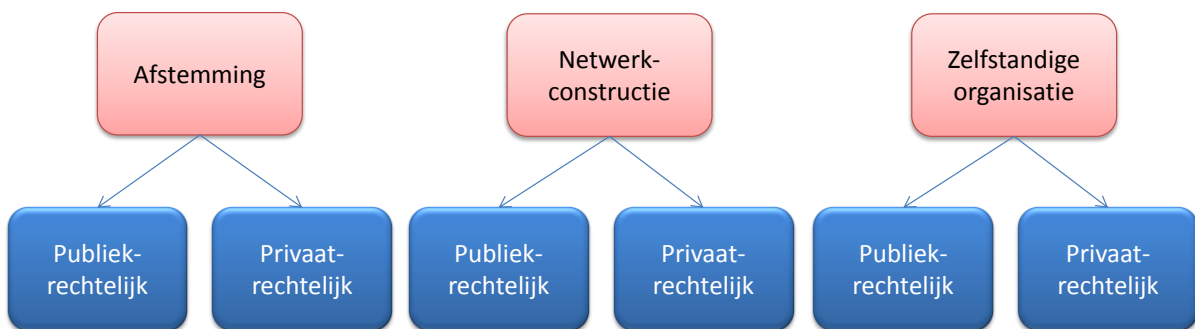 Afstemming
Netwerk-
constructie
Zelfstandige
organisatie
Publiek-
rechtelijk
Privaat-
rechtelijk
Publiek-
rechtelijk
Privaat-
rechtelijk
Publiek-
rechtelijk
Privaat-
rechtelijk